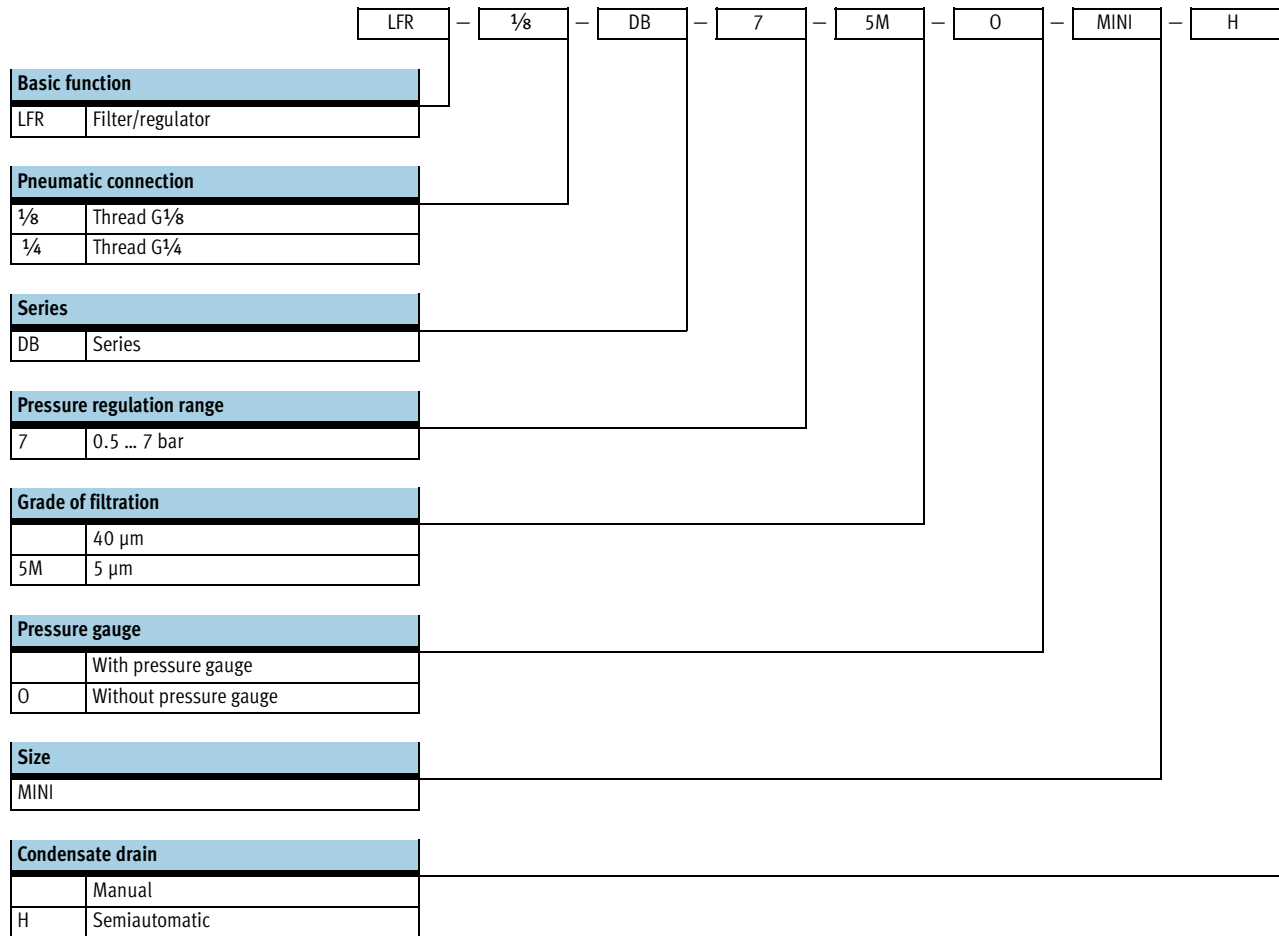 LFR – ⅛ – DB – 7 – 5M – O – MINI – H
Basic function
LFR Filter/regulator
Pneumatic connection
⅛ Thread G⅛
¼ Thread G¼
Series
DB Series
Pressure regulation range
7 0.5 ... 7 bar
Grade of filtration
40 µm
5M 5 µm
Pressure gauge
With pressure gauge
O Without pressure gauge
Size
MINI
Condensate drain
Manual
H Semiautomatic